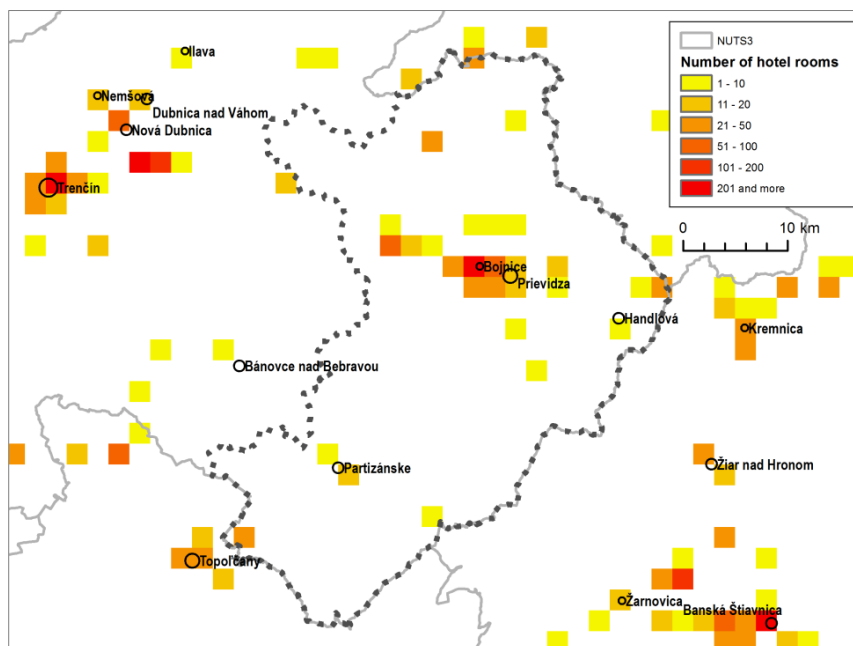 Ilava
NUTS3
Number of hotel rooms
1 - 10
11 - 20
21 - 50
51 - 100
101 - 200
201 and more
Nemšová
Dubnica nad Váhom
Nová Dubnica
Trenčín
0 10 km
Bojnice
Prievidza
Handlová
Kremnica
Bánovce nad Bebravou
Partizánske
Žiar nad Hronom
Topoľčany
Žarnovica
Banská Štiavnica